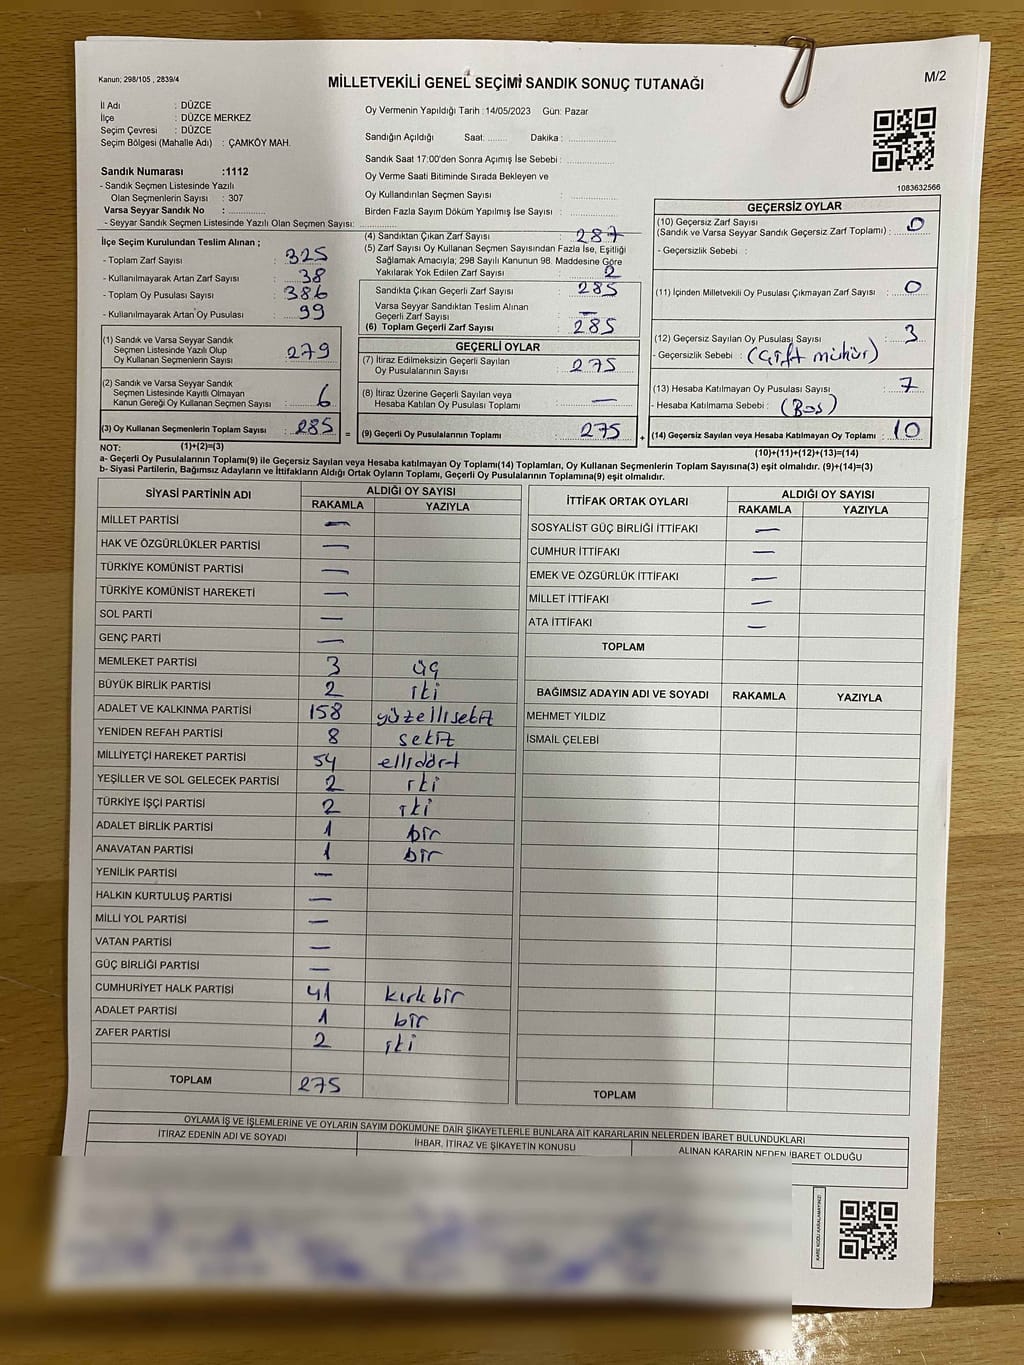 Kanun; 298/105 , 2839/4
MİLLETVEKİLİ GENEL SEÇİMİ SANDIK SONUÇ TUTANAĞI
M/2
İl Adı : DÜZCE
İlçe : DÜZCE MERKEZ
Seçim Çevresi : DÜZCE
Seçim Bölgesi (Mahalle Adı) : ÇAMKÖY MAH.
Oy Vermenin Yapıldığı Tarih : 14/05/2023 Gün: Pazar
Sandığın Açıldığı Saat: ........ Dakika: ................
Sandık Saat 17:00'den Sonra Açımış İse Sebebi : ................
Oy Verme Saati Bitiminde Sırada Bekleyen ve
Oy Kullandırılan Seçmen Sayısı : ................
Birden Fazla Sayım Döküm Yapılmış İse Sayısı : ................
1083632566
Sandık Numarası :1112
- Sandık Seçmen Listesinde Yazılı
Olan Seçmenlerin Sayısı : 307
Varsa Seyyar Sandık No : .............
- Seyyar Sandık Seçmen Listesinde Yazılı Olan Seçmen Sayısı: ................
İlçe Seçim Kurulundan Teslim Alınan ;
- Toplam Zarf Sayısı : 325
- Kullanılmayarak Artan Zarf Sayısı : 38
- Toplam Oy Pusulası Sayısı : 386
- Kullanılmayarak Artan Oy Pusulası : 99
(1) Sandık ve Varsa Seyyar Sandık
Seçmen Listesinde Yazılı Olup
Oy Kullanan Seçmenlerin Sayısı : 279
(2) Sandık ve Varsa Seyyar Sandık
Seçmen Listesinde Kayıtlı Olmayan
Kanun Gereği Oy Kullanan Seçmen Sayısı : 6
(3) Oy Kullanan Seçmenlerin Toplam Sayısı : 285
(1)+(2)=(3)
(4) Sandıktan Çıkan Zarf Sayısı : 287
(5) Zarf Sayısı Oy Kullanan Seçmen Sayısından Fazla İse, Eşitliği
Sağlamak Amacıyla; 298 Sayılı Kanunun 98. Maddesine Göre
Yakılarak Yok Edilen Zarf Sayısı : 2
Sandıkta Çıkan Geçerli Zarf Sayısı : 285
Varsa Seyyar Sandıktan Teslim Alınan
Geçerli Zarf Sayısı : —
(6) Toplam Geçerli Zarf Sayısı : 285
GEÇERLİ OYLAR
(7) İtiraz Edilmeksizin Geçerli Sayılan
Oy Pusulalarının Sayısı : 275
(8) İtiraz Üzerine Geçerli Sayılan veya
Hesaba Katılan Oy Pusulası Toplamı : —
= (9) Geçerli Oy Pusulalarının Toplamı : 275 +
GEÇERSİZ OYLAR
(10) Geçersiz Zarf Sayısı
(Sandık ve Varsa Seyyar Sandık Geçersiz Zarf Toplamı) : 0
- Geçersizlik Sebebi :
(11) İçinden Milletvekili Oy Pusulası Çıkmayan Zarf Sayısı : 0
(12) Geçersiz Sayılan Oy Pusulası Sayısı : 3
- Geçersizlik Sebebi : (Çift mühür)
(13) Hesaba Katılmayan Oy Pusulası Sayısı : 7
- Hesaba Katılmama Sebebi : (Boş)
(14) Geçersiz Sayılan veya Hesaba Katılmayan Oy Toplamı : 10
(10)+(11)+(12)+(13)=(14)
NOT:
a- Geçerli Oy Pusulalarının Toplamı(9) ile Geçersiz Sayılan veya Hesaba katılmayan Oy Toplamı(14) Toplamları, Oy Kullanan Seçmenlerin Toplam Sayısına(3) eşit olmalıdır. (9)+(14)=(3)
b- Siyasi Partilerin, Bağımsız Adayların ve İttifakların Aldığı Ortak Oyların Toplamı, Geçerli Oy Pusulalarının Toplamına(9) eşit olmalıdır.
SİYASİ PARTİNİN ADI ALDIĞI OY SAYISI
RAKAMLA YAZIYLA
MİLLET PARTİSİ —
HAK VE ÖZGÜRLÜKLER PARTİSİ —
TÜRKİYE KOMÜNİST PARTİSİ —
TÜRKİYE KOMÜNİST HAREKETİ —
SOL PARTİ —
GENÇ PARTİ —
MEMLEKET PARTİSİ 3 üç
BÜYÜK BİRLİK PARTİSİ 2 iki
ADALET VE KALKINMA PARTİSİ 158 yüzellisekiz
YENİDEN REFAH PARTİSİ 8 sekiz
MİLLİYETÇİ HAREKET PARTİSİ 54 ellidört
YEŞİLLER VE SOL GELECEK PARTİSİ 2 iki
TÜRKİYE İŞÇİ PARTİSİ 2 iki
ADALET BİRLİK PARTİSİ 1 bir
ANAVATAN PARTİSİ 1 bir
YENİLİK PARTİSİ —
HALKIN KURTULUŞ PARTİSİ —
MİLLİ YOL PARTİSİ —
VATAN PARTİSİ —
GÜÇ BİRLİĞİ PARTİSİ —
CUMHURİYET HALK PARTİSİ 41 kırkbir
ADALET PARTİSİ 1 bir
ZAFER PARTİSİ 2 iki
TOPLAM 275
İTTİFAK ORTAK OYLARI ALDIĞI OY SAYISI
RAKAMLA YAZIYLA
SOSYALİST GÜÇ BİRLİĞİ İTTİFAKI —
CUMHUR İTTİFAKI —
EMEK VE ÖZGÜRLÜK İTTİFAKI —
MİLLET İTTİFAKI —
ATA İTTİFAKI —
TOPLAM
BAĞIMSIZ ADAYIN ADI VE SOYADI RAKAMLA YAZIYLA
MEHMET YILDIZ
İSMAİL ÇELEBİ
TOPLAM
OYLAMA İŞ VE İŞLEMLERİNE VE OYLARIN SAYIM DÖKÜMÜNE DAİR ŞİKAYETLERLE BUNLARA AİT KARARLARIN NELERDEN İBARET BULUNDUKLARI
İTİRAZ EDENİN ADI VE SOYADI İHBAR, İTİRAZ VE ŞİKAYETİN KONUSU ALINAN KARARIN NEDEN İBARET OLDUĞU
KARE KODU KARALAMAYINIZ!